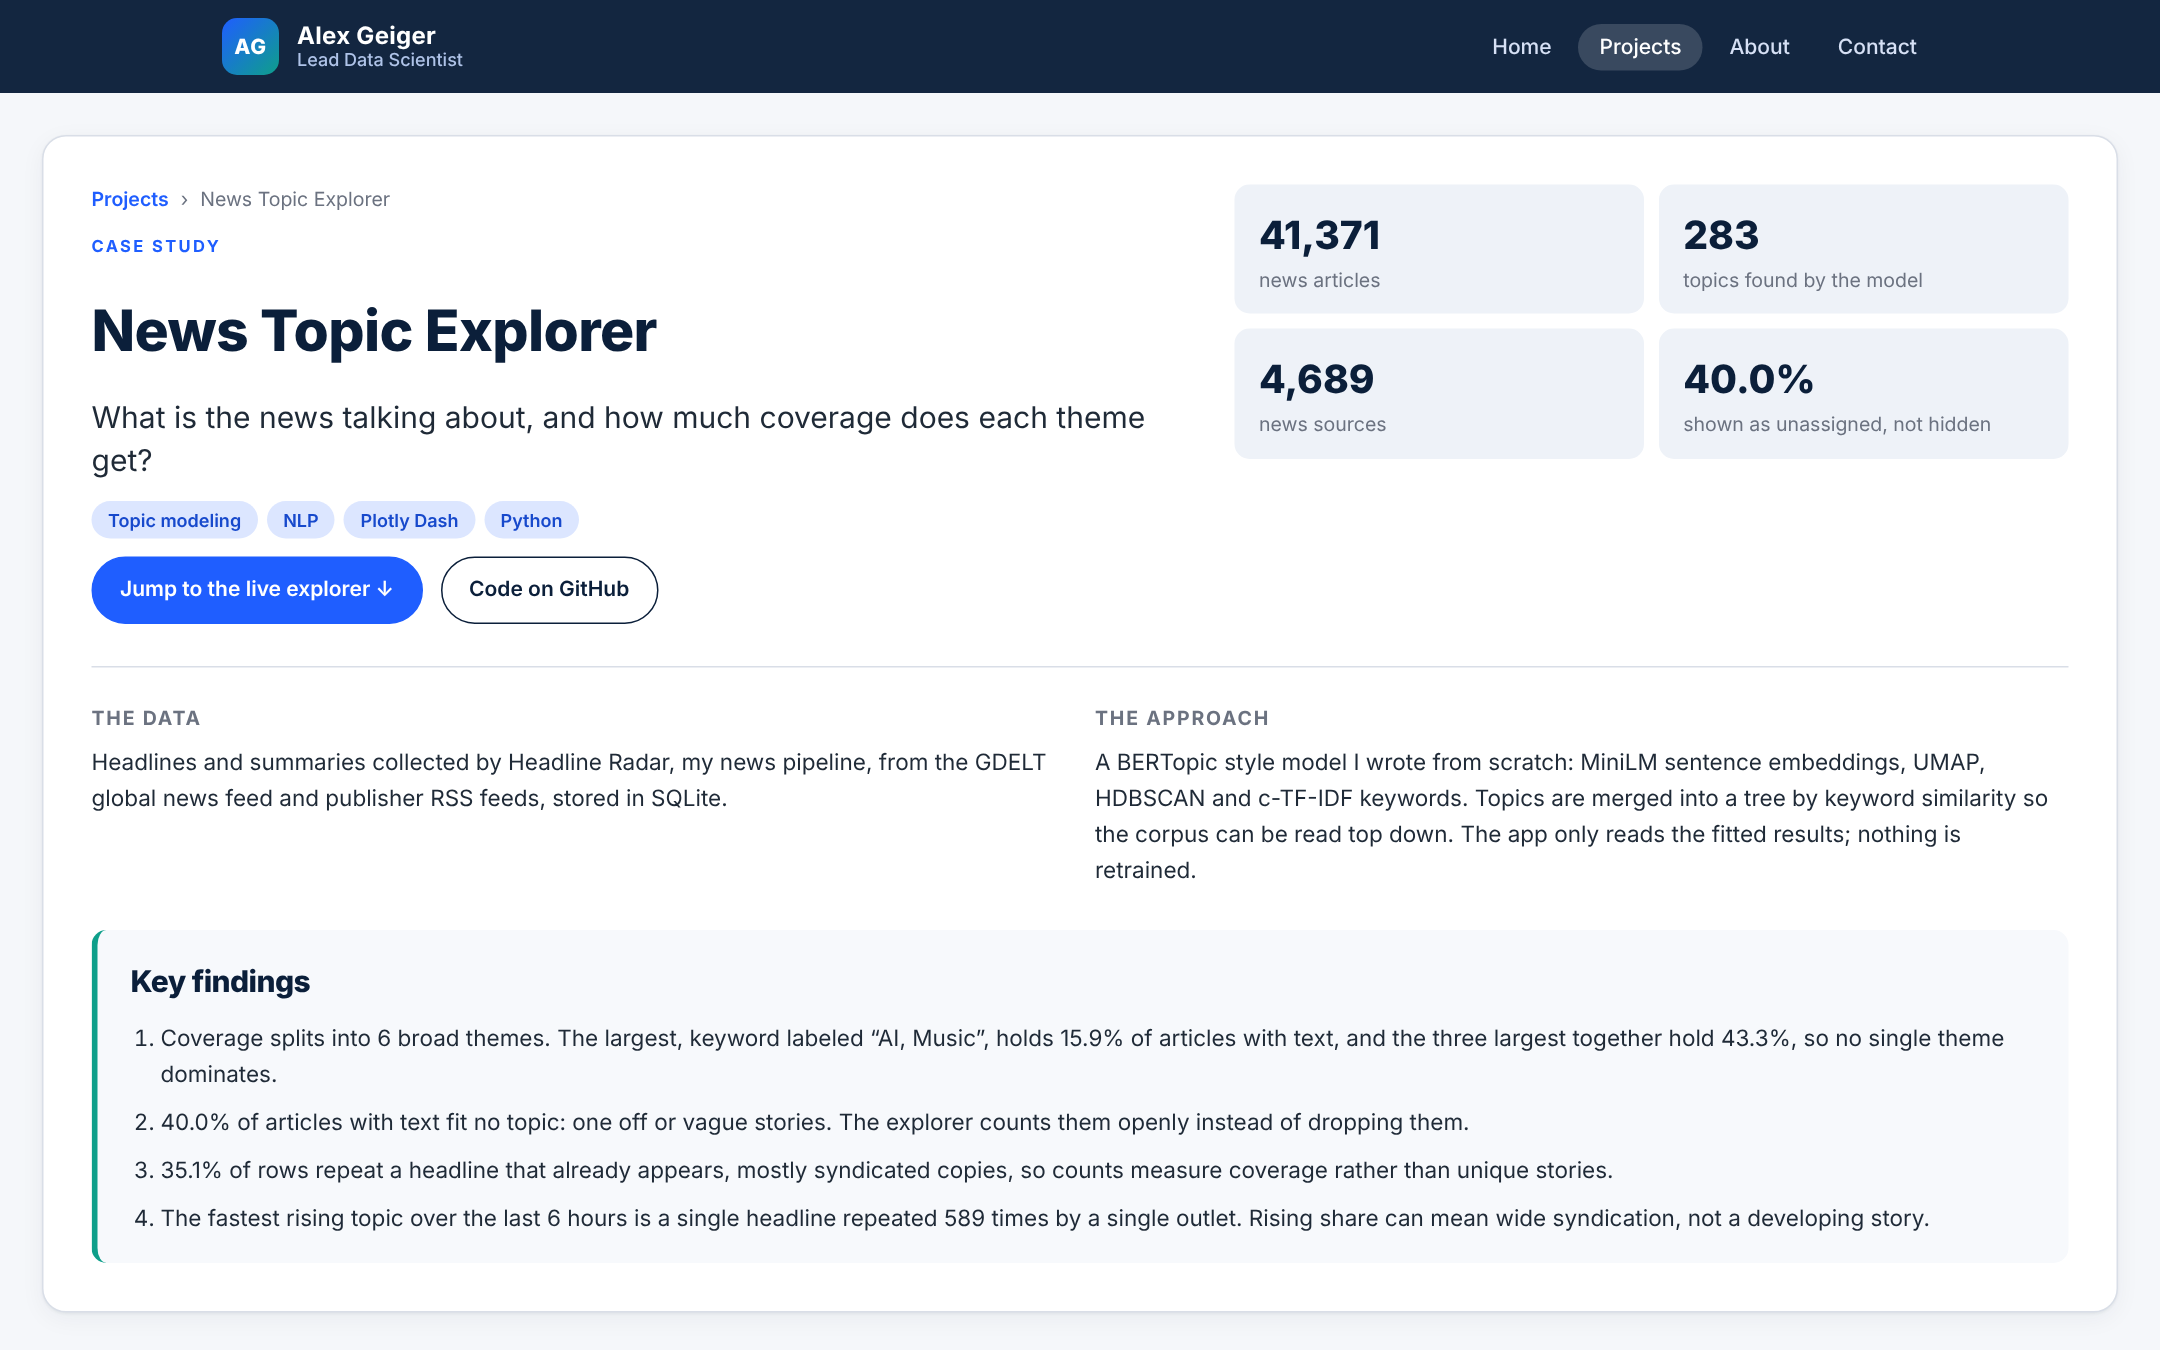 AG
Alex Geiger
Lead Data Scientist
Home
Projects
About
Contact
Projects › News Topic Explorer
CASE STUDY
News Topic Explorer
What is the news talking about, and how much coverage does each theme
get?
Topic modeling
NLP
Plotly Dash
Python
Jump to the live explorer ↓
Code on GitHub
41,371
news articles
283
topics found by the model
4,689
news sources
40.0%
shown as unassigned, not hidden
THE DATA
Headlines and summaries collected by Headline Radar, my news pipeline, from the GDELT
global news feed and publisher RSS feeds, stored in SQLite.
THE APPROACH
A BERTopic style model I wrote from scratch: MiniLM sentence embeddings, UMAP,
HDBSCAN and c-TF-IDF keywords. Topics are merged into a tree by keyword similarity so
the corpus can be read top down. The app only reads the fitted results; nothing is
retrained.
Key findings
1. Coverage splits into 6 broad themes. The largest, keyword labeled “AI, Music”, holds 15.9% of articles with text, and the three largest together hold 43.3%, so no single theme
dominates.
2. 40.0% of articles with text fit no topic: one off or vague stories. The explorer counts them openly instead of dropping them.
3. 35.1% of rows repeat a headline that already appears, mostly syndicated copies, so counts measure coverage rather than unique stories.
4. The fastest rising topic over the last 6 hours is a single headline repeated 589 times by a single outlet. Rising share can mean wide syndication, not a developing story.